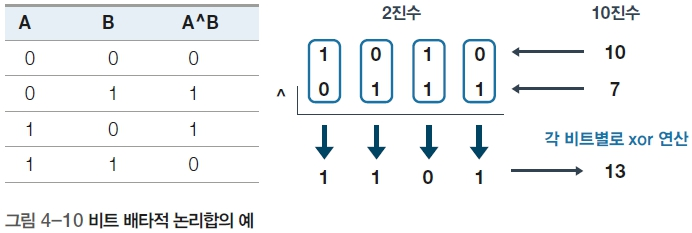 A B A^B
0 0 0
0 1 1
1 0 1
1 1 0
2진수 10진수
1 0 1 0 10
^ 0 1 1 1 7
각 비트별로 xor 연산
1 1 0 1 13
그림 4-10 비트 배타적 논리합의 예